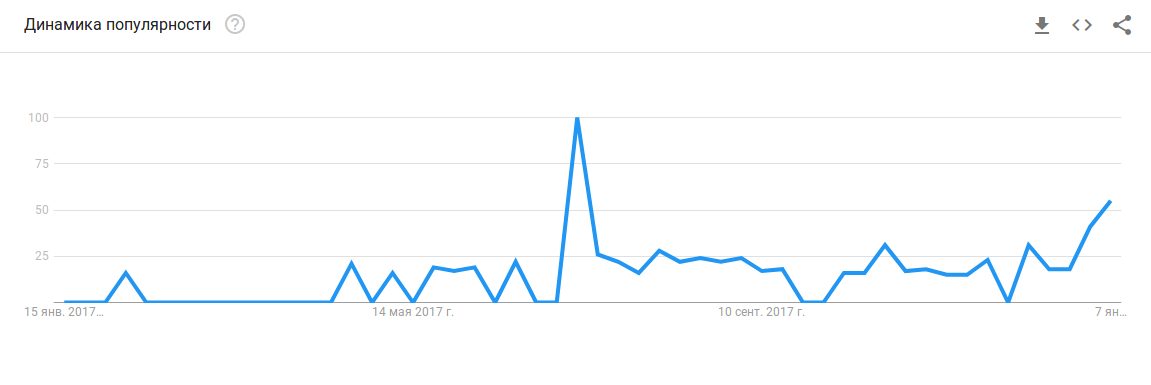 Динамика популярности
100
75
50
25
15 янв. 2017…
14 мая 2017 г.
10 сент. 2017 г.
7 ян…